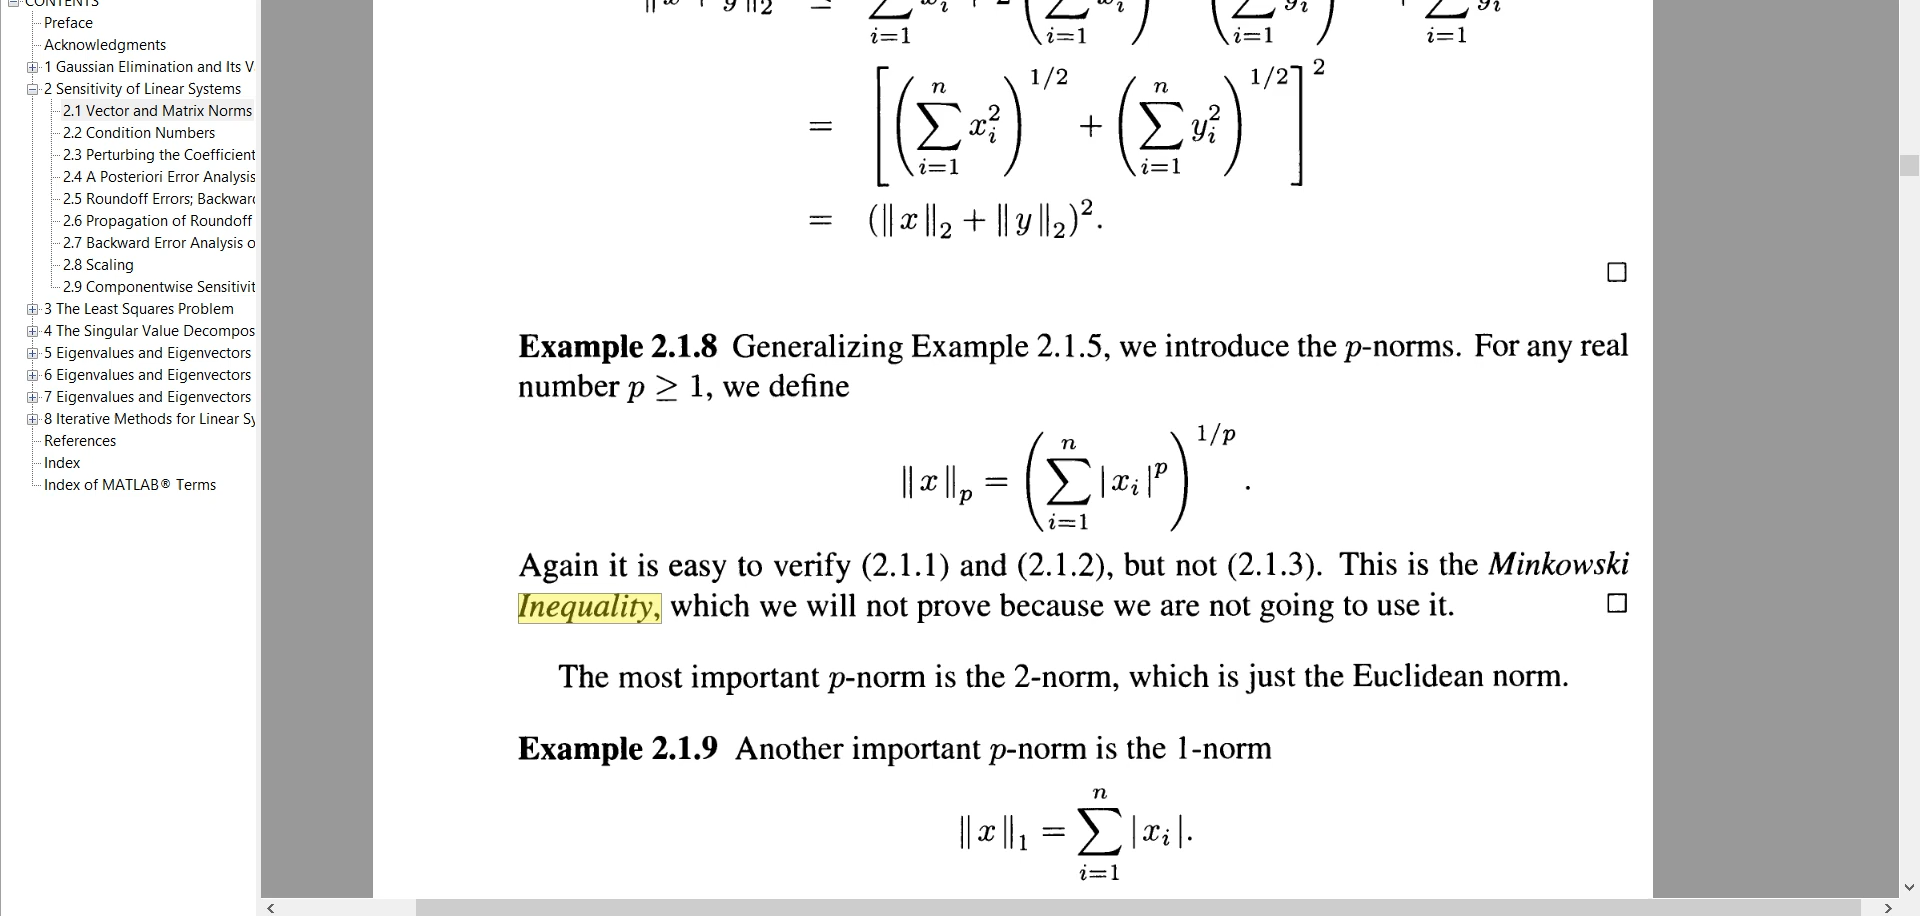 CONTENTS
Preface
Acknowledgments
1 Gaussian Elimination and Its V
2 Sensitivity of Linear Systems
2.1 Vector and Matrix Norms
2.2 Condition Numbers
2.3 Perturbing the Coefficient
2.4 A Posteriori Error Analysis
2.5 Roundoff Errors; Backward
2.6 Propagation of Roundoff
2.7 Backward Error Analysis o
2.8 Scaling
2.9 Componentwise Sensitivit
3 The Least Squares Problem
4 The Singular Value Decompos
5 Eigenvalues and Eigenvectors
6 Eigenvalues and Eigenvectors
7 Eigenvalues and Eigenvectors
8 Iterative Methods for Linear Sy
References
Index
Index of MATLAB® Terms
= [(∑_{i=1}^{n} x_i^2)^{1/2} + (∑_{i=1}^{n} y_i^2)^{1/2}]^2
= (‖x‖_2 + ‖y‖_2)^2.
□
Example 2.1.8 Generalizing Example 2.1.5, we introduce the p-norms. For any real
number p ≥ 1, we define
‖x‖_p = (∑_{i=1}^{n} |x_i|^p)^{1/p}.
Again it is easy to verify (2.1.1) and (2.1.2), but not (2.1.3). This is the Minkowski
Inequality, which we will not prove because we are not going to use it. □
The most important p-norm is the 2-norm, which is just the Euclidean norm.
Example 2.1.9 Another important p-norm is the 1-norm
‖x‖_1 = ∑_{i=1}^{n} |x_i|.